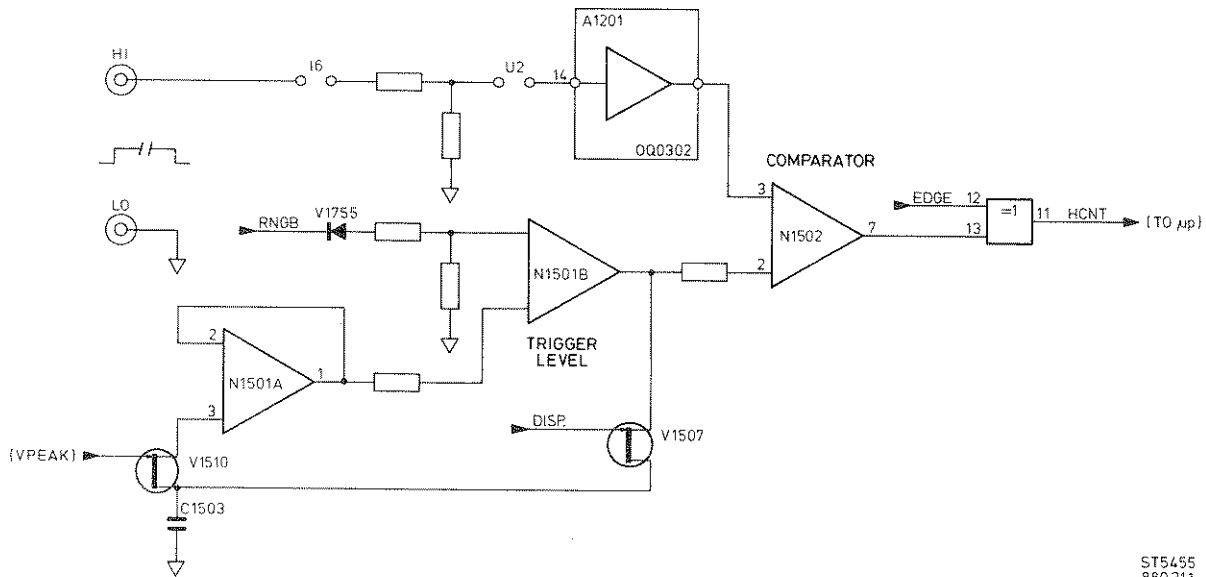 A1201
HI
I6
U2
14
OQ0302
COMPARATOR
LO
RNGB
V1755
3
EDGE
12
=1
11
HCNT
(TO µp)
N1502
7
13
2
N1501B
TRIGGER
LEVEL
2
N1501A
1
3
DISP.
V1507
(VPEAK)
V1510
C1503
ST5455